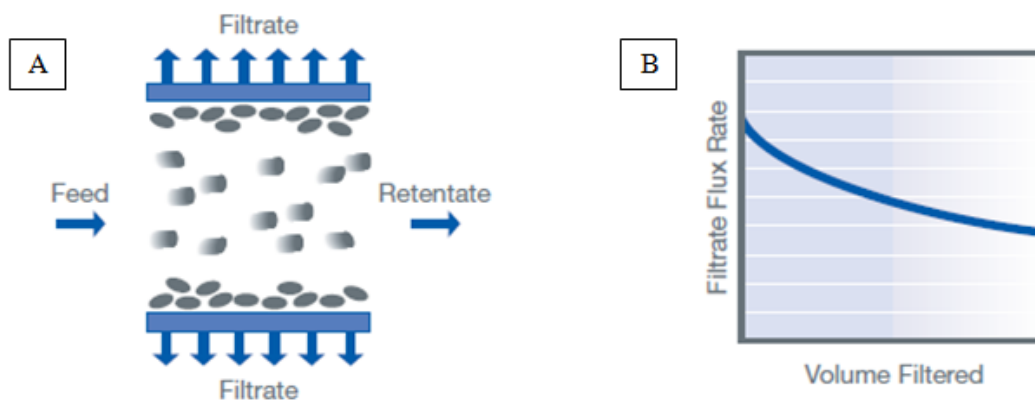 A
Filtrate
Feed
Retentate
Filtrate
B
Filtrate Flux Rate
Volume Filtered